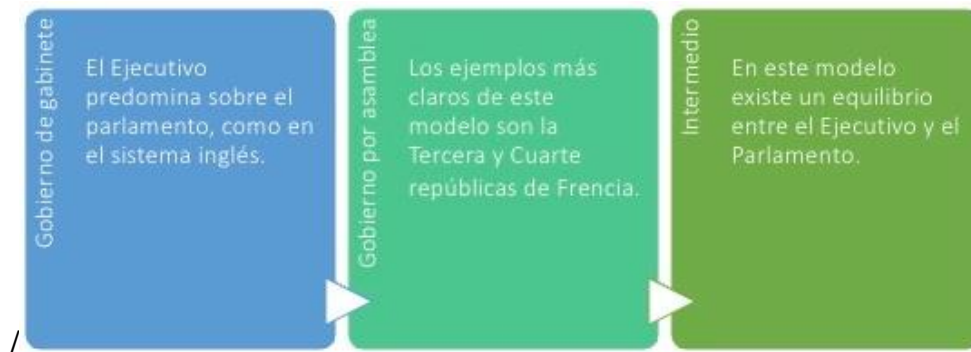 Gobierno de gabinete
El Ejecutivo
predomina sobre el
parlamento, como en
el sistema inglés.
Gobierno por asamblea
Los ejemplos más
claros de este
modelo son la
Tercera y Cuarte
repúblicas de Frencia.
Intermedio
En este modelo
existe un equilibrio
entre el Ejecutivo y el
Parlamento.
/